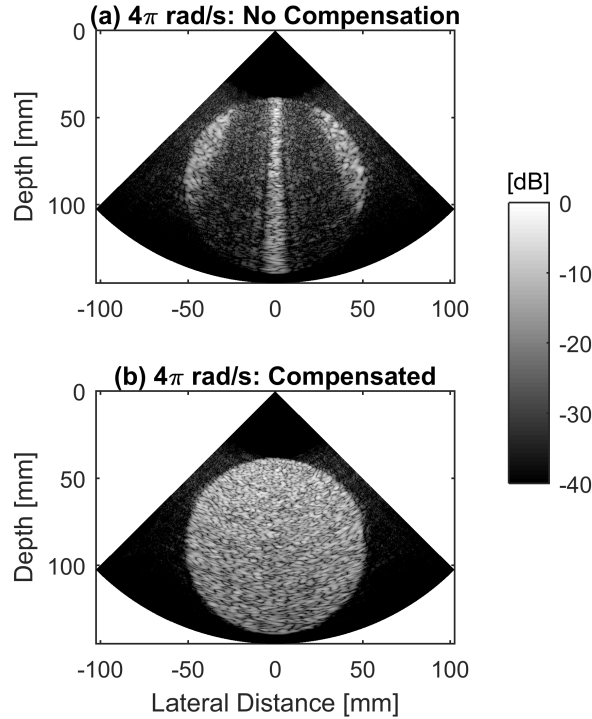 (a) 4π rad/s: No Compensation
0
50
100
Depth [mm]
-100 -50 0 50 100
[dB]
0
-10
-20
-30
-40
(b) 4π rad/s: Compensated
0
50
100
Depth [mm]
-100 -50 0 50 100
Lateral Distance [mm]